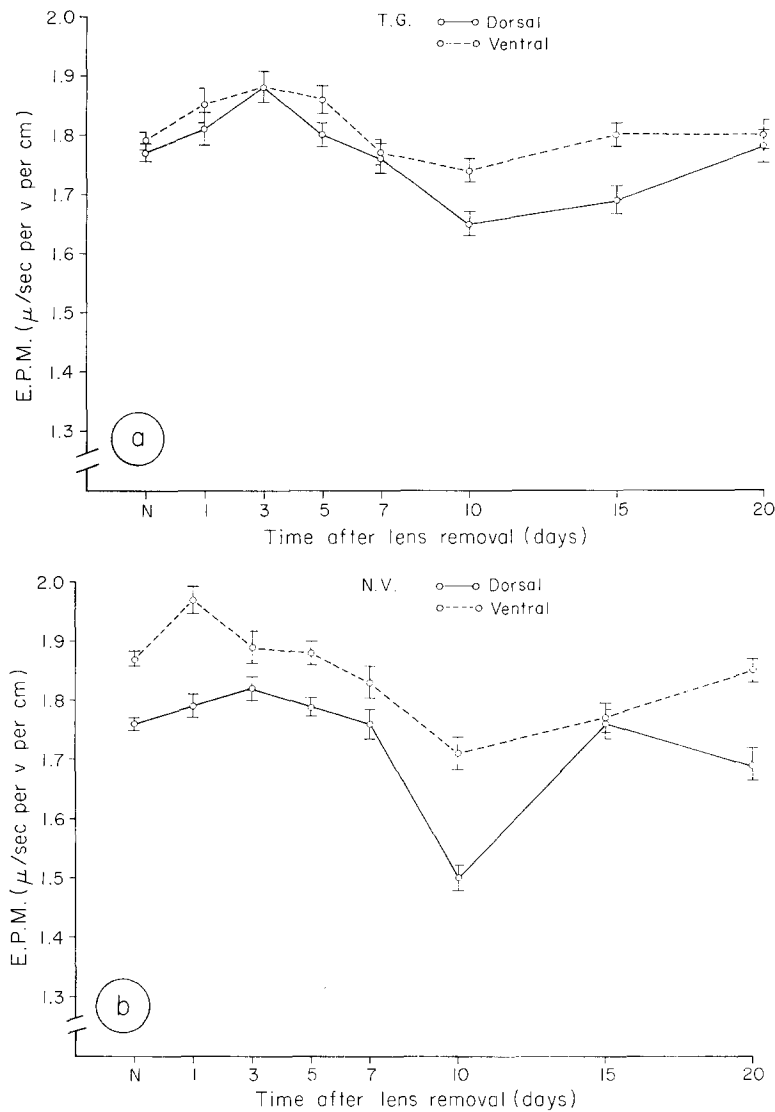 T.G.
Dorsal
Ventral
2.0
1.9
1.8
1.7
1.6
1.5
1.4
1.3
E.P.M. (μ/sec per v per cm)
a
N 1 3 5 7 10 15 20
Time after lens removal (days)
N.V.
Dorsal
Ventral
2.0
1.9
1.8
1.7
1.6
1.5
1.4
1.3
E.P.M. (μ/sec per v per cm)
b
N 1 3 5 7 10 15 20
Time after lens removal (days)